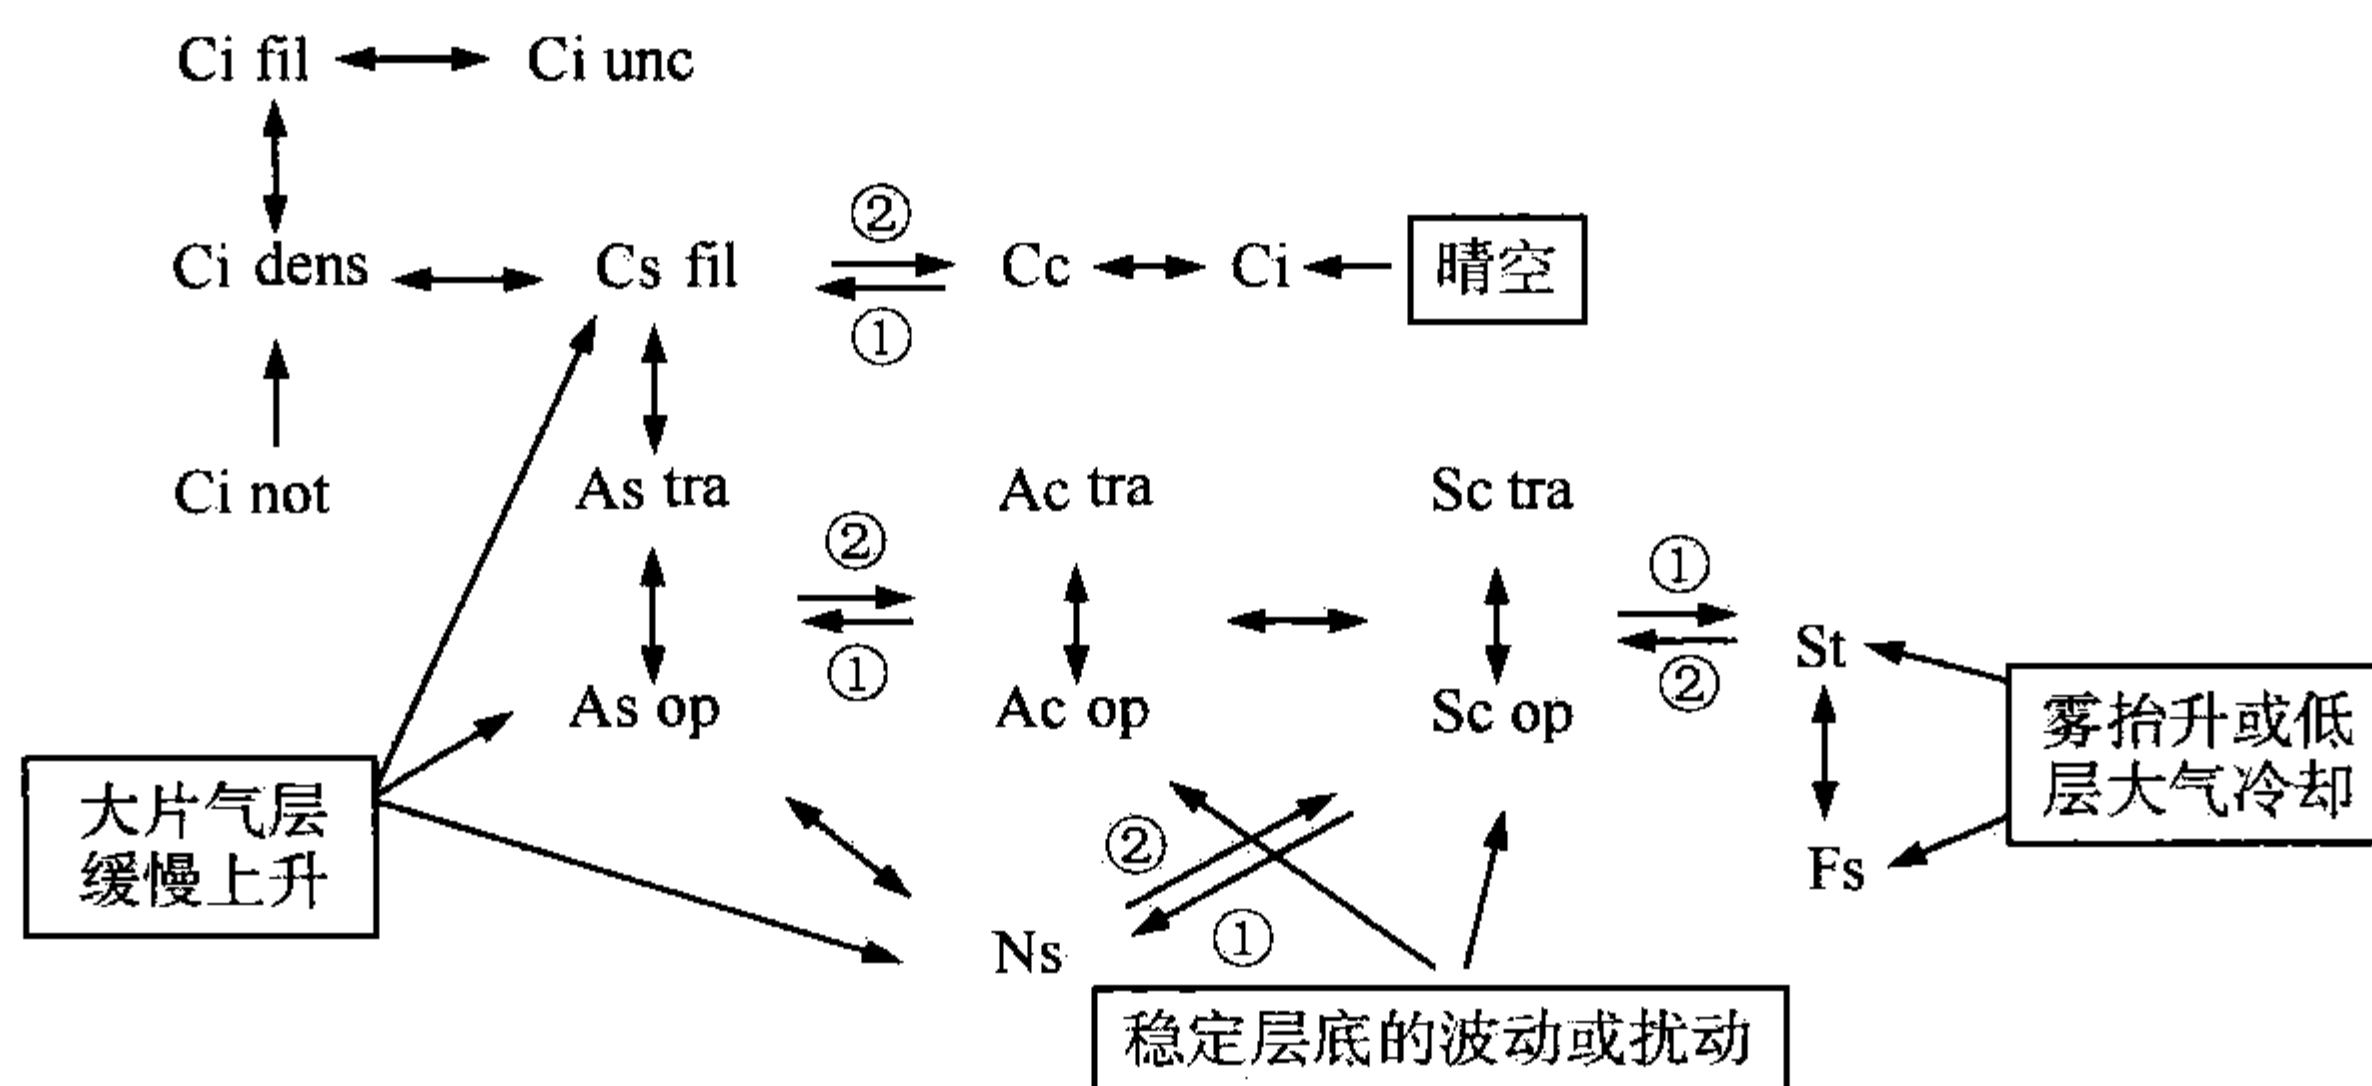 Ci fil Ci unc
②
Ci dens Cs fil Cc Ci 晴空
①
Ci not As tra Ac tra Sc tra
② ①
① ②
St
As op Ac op Sc op
雾抬升或低
层大气冷却
大片气层
缓慢上升
②
Fs
①
Ns
稳定层底的波动或扰动